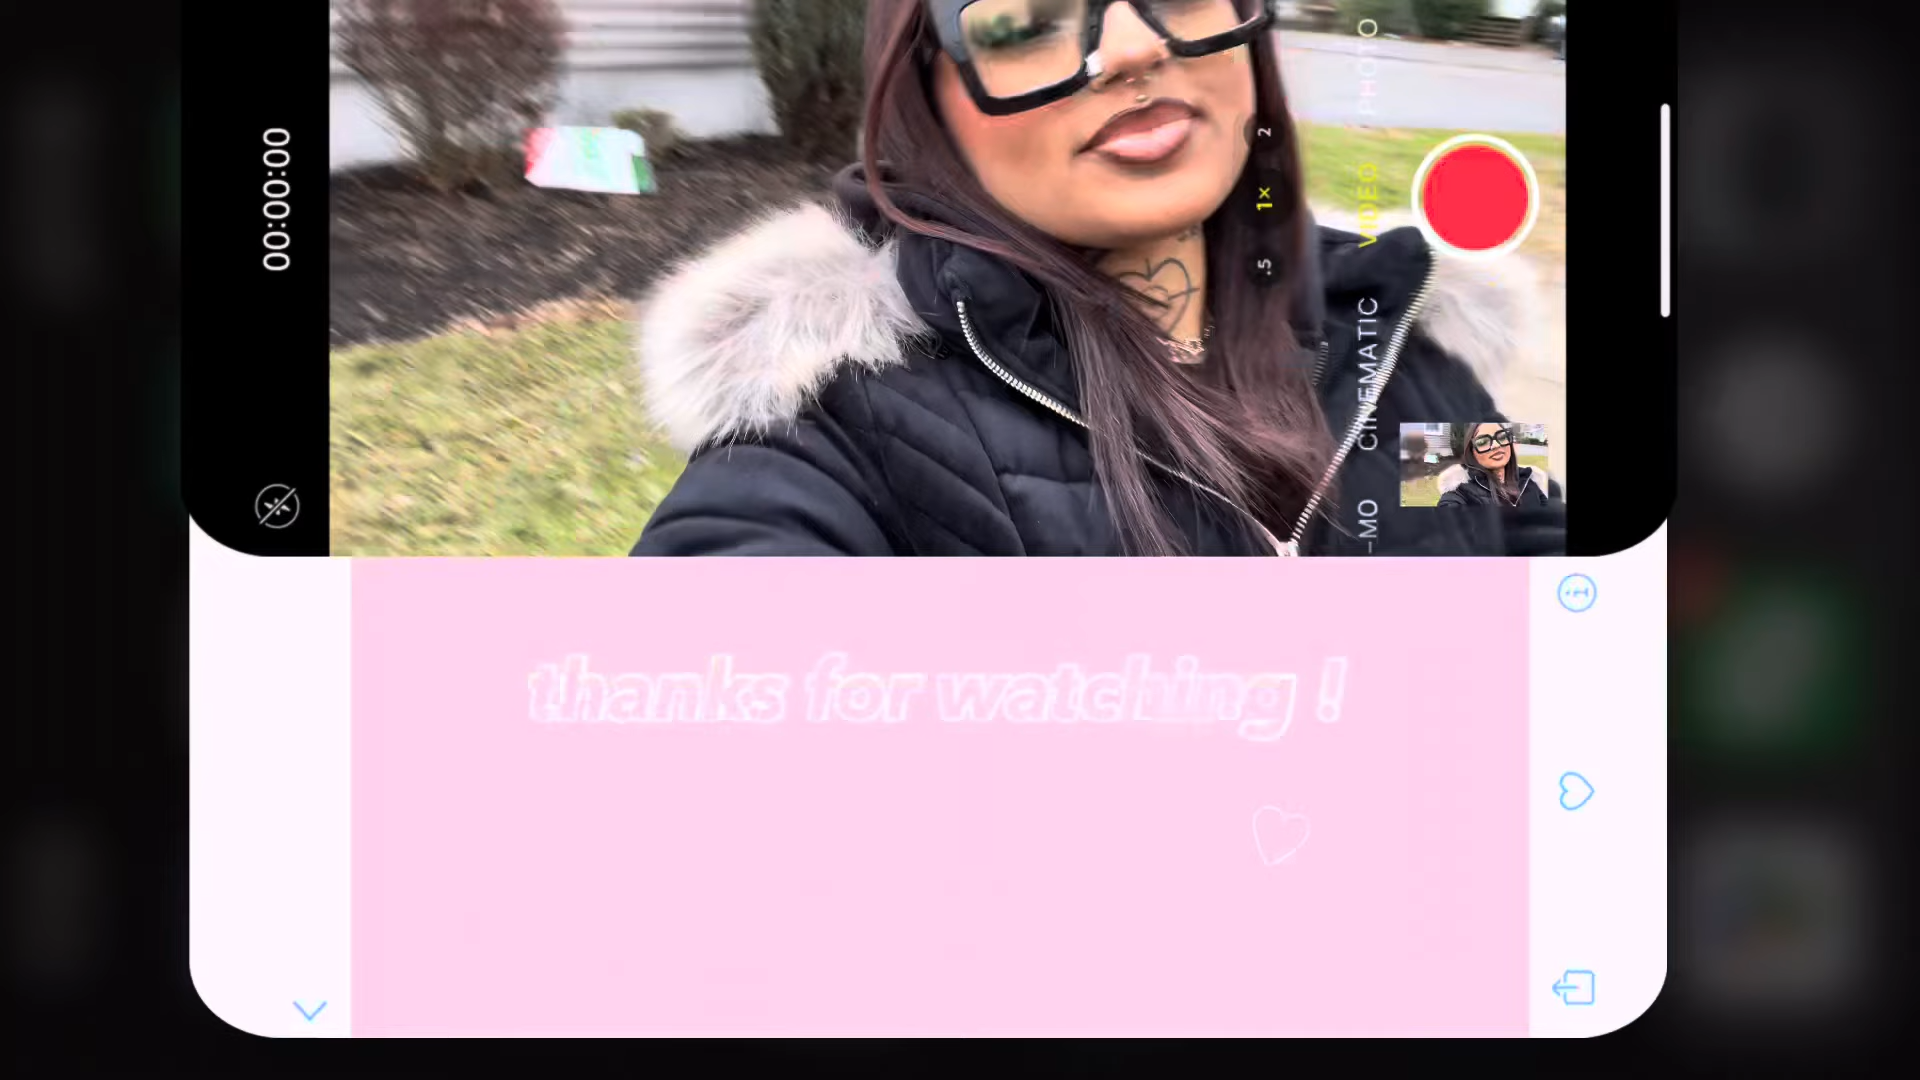 00:00:00
PHOTO
VIDEO
CINEMATIC
-MO
2
1×
.5
thanks for watching !